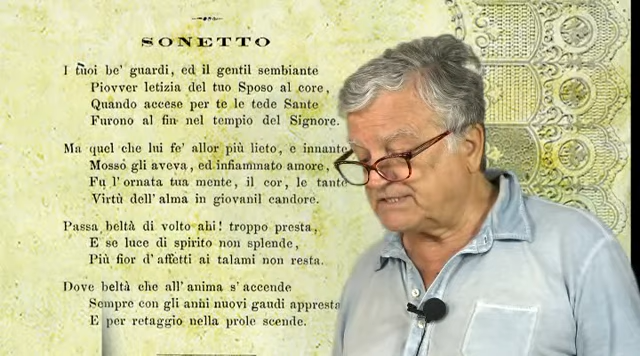 SONETTO
I tuoi be' guardi, ed il gentil sembiante
Piovver letizia del tuo Sposo al core,
Quando accese per te le tede Sante
Furono al fin nel tempio del Signore.
Ma quel che lui fe' allor più lieto, e innante
Mosso gli aveva, ed infiammato amore,
Fu l'ornata tua mente, il cor, le tante
Virtù dell'alma in giovanil candore.
Passa beltà di volto ahi! troppo presta,
E se luce di spirito non splende,
Più fior d'affetti ai talami non resta.
Dove beltà che all'anima s'accende
Sempre con gli anni nuovi gaudi appresta
E per retaggio nella prole scende.